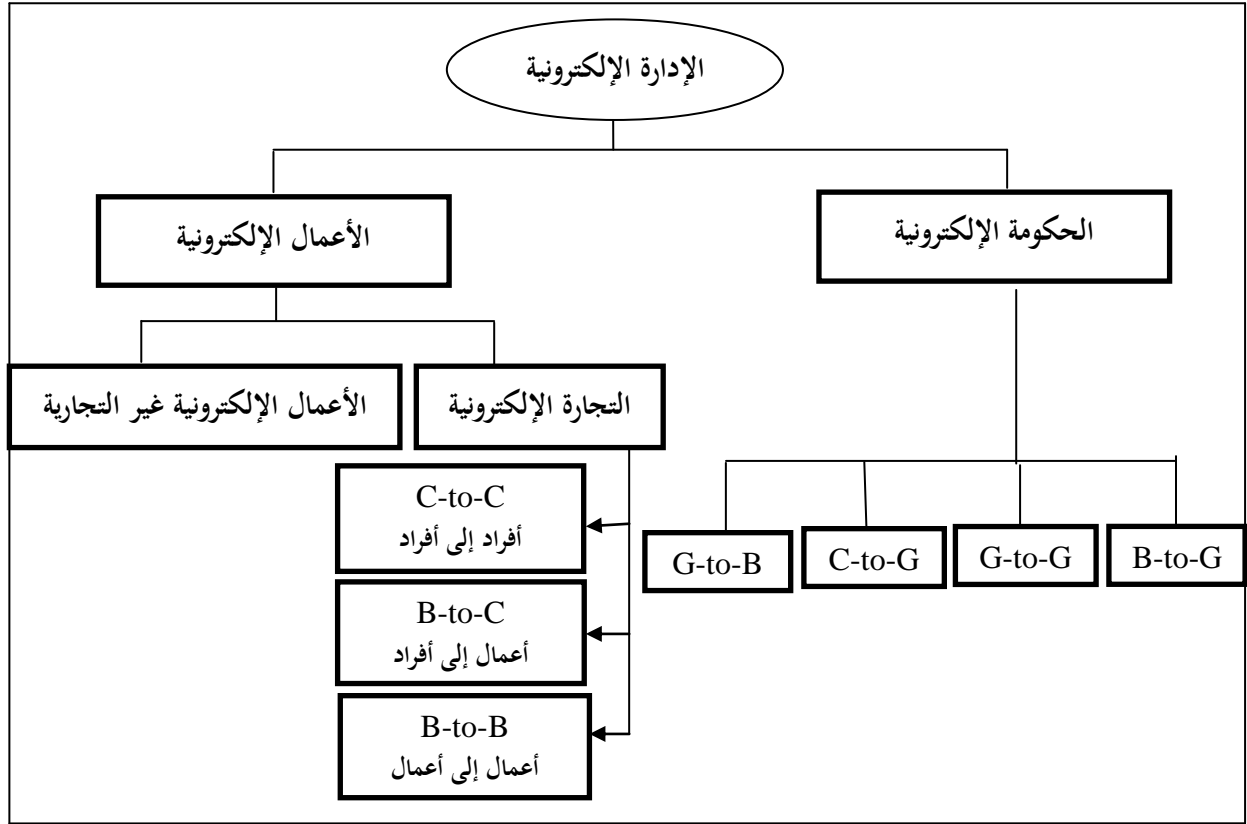 الإدارة الإلكترونية
الحكومة الإلكترونية
الأعمال الإلكترونية
التجارة الإلكترونية
الأعمال الإلكترونية غير التجارية
C-to-C
أفراد إلى أفراد
B-to-C
أعمال إلى أفراد
B-to-B
أعمال إلى أعمال
B-to-G
G-to-G
C-to-G
G-to-B